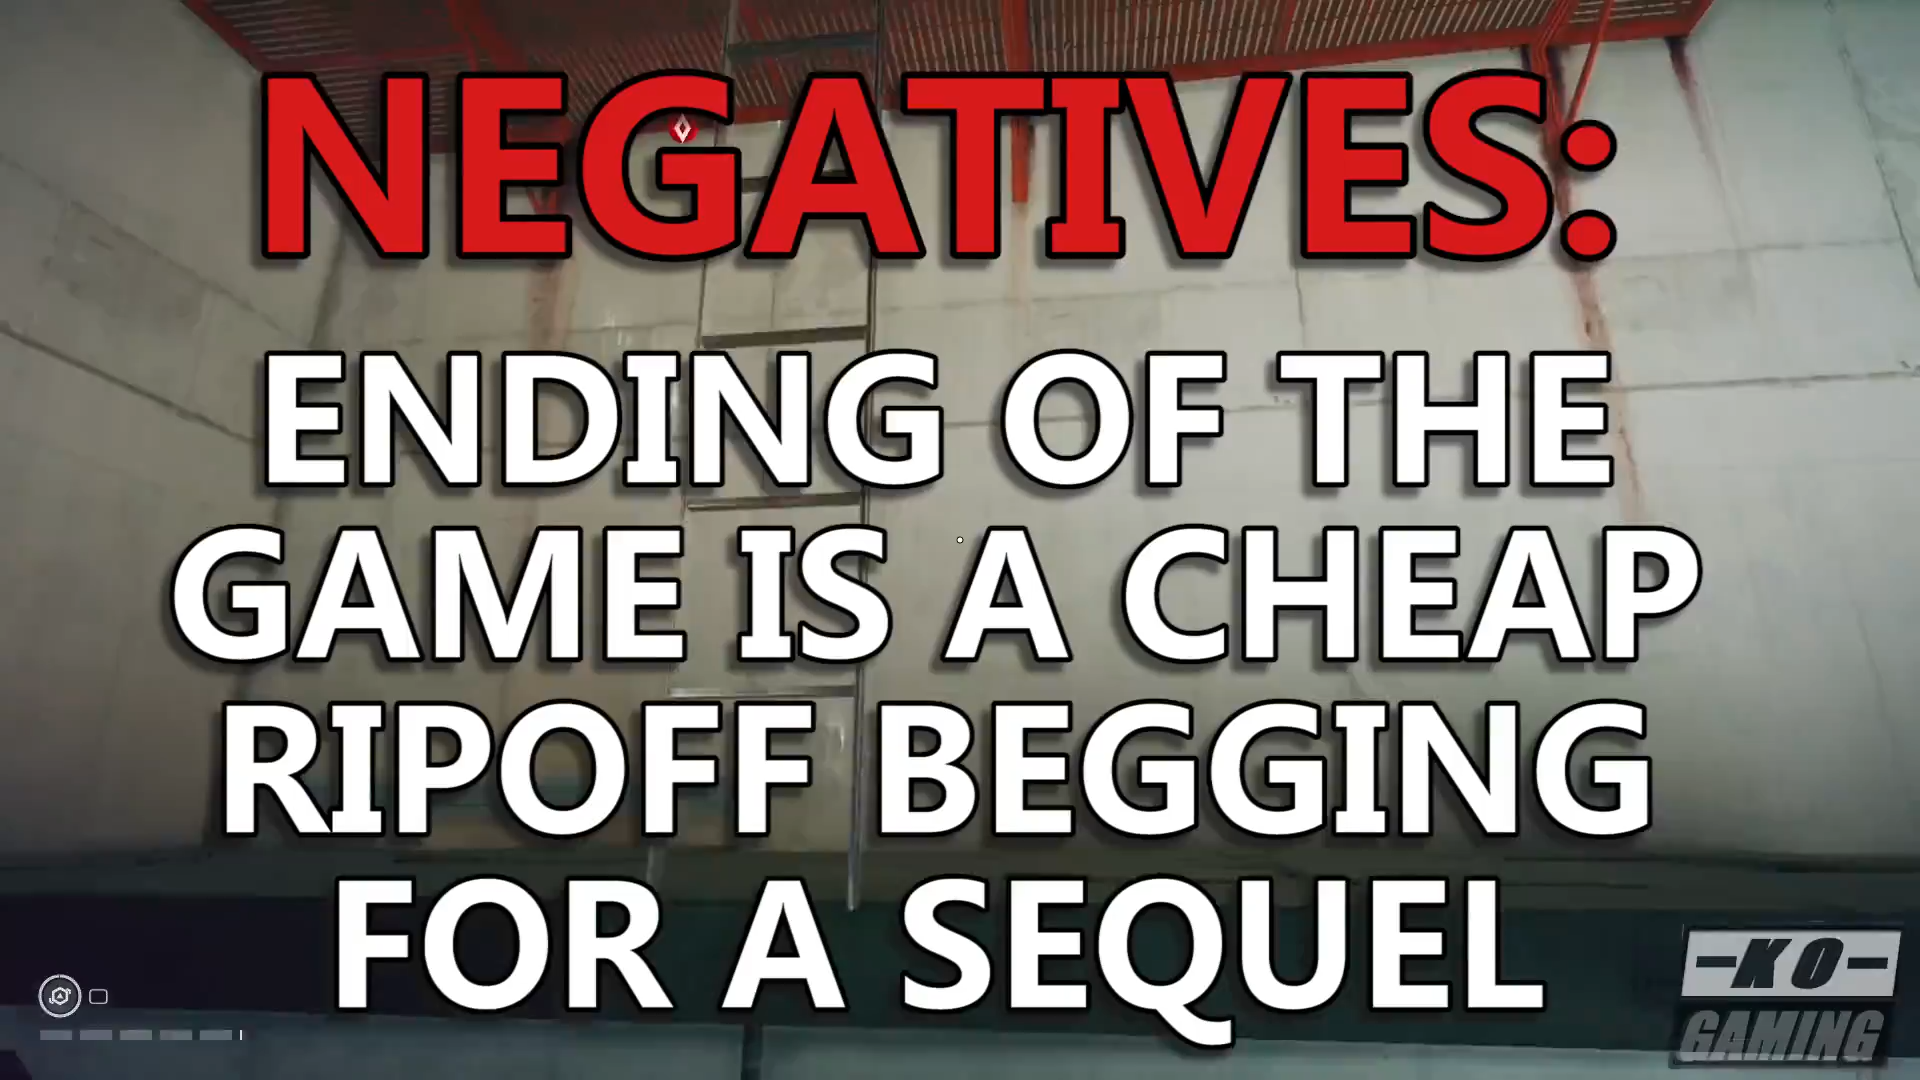 NEGATIVES:
ENDING OF THE
GAME IS A CHEAP
RIPOFF BEGGING
FOR A SEQUEL
-KO-
GAMING